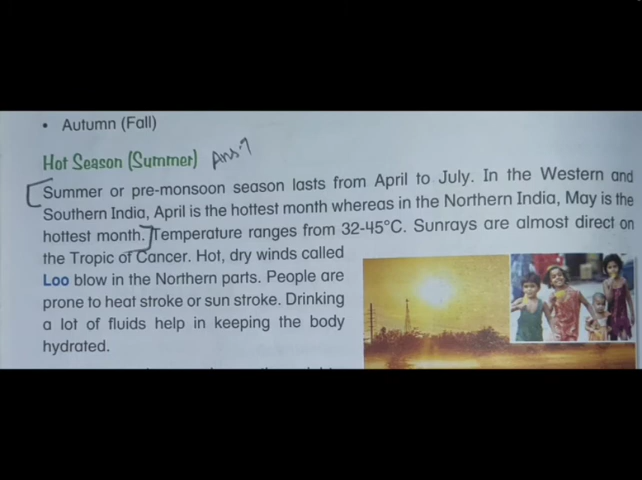 • Autumn (Fall)
Hot Season (Summer) Ans-7
Summer or pre-monsoon season lasts from April to July. In the Western and
Southern India, April is the hottest month whereas in the Northern India, May is the
hottest month. Temperature ranges from 32-45°C. Sunrays are almost direct on
the Tropic of Cancer. Hot, dry winds called
Loo blow in the Northern parts. People are
prone to heat stroke or sun stroke. Drinking
a lot of fluids help in keeping the body
hydrated.